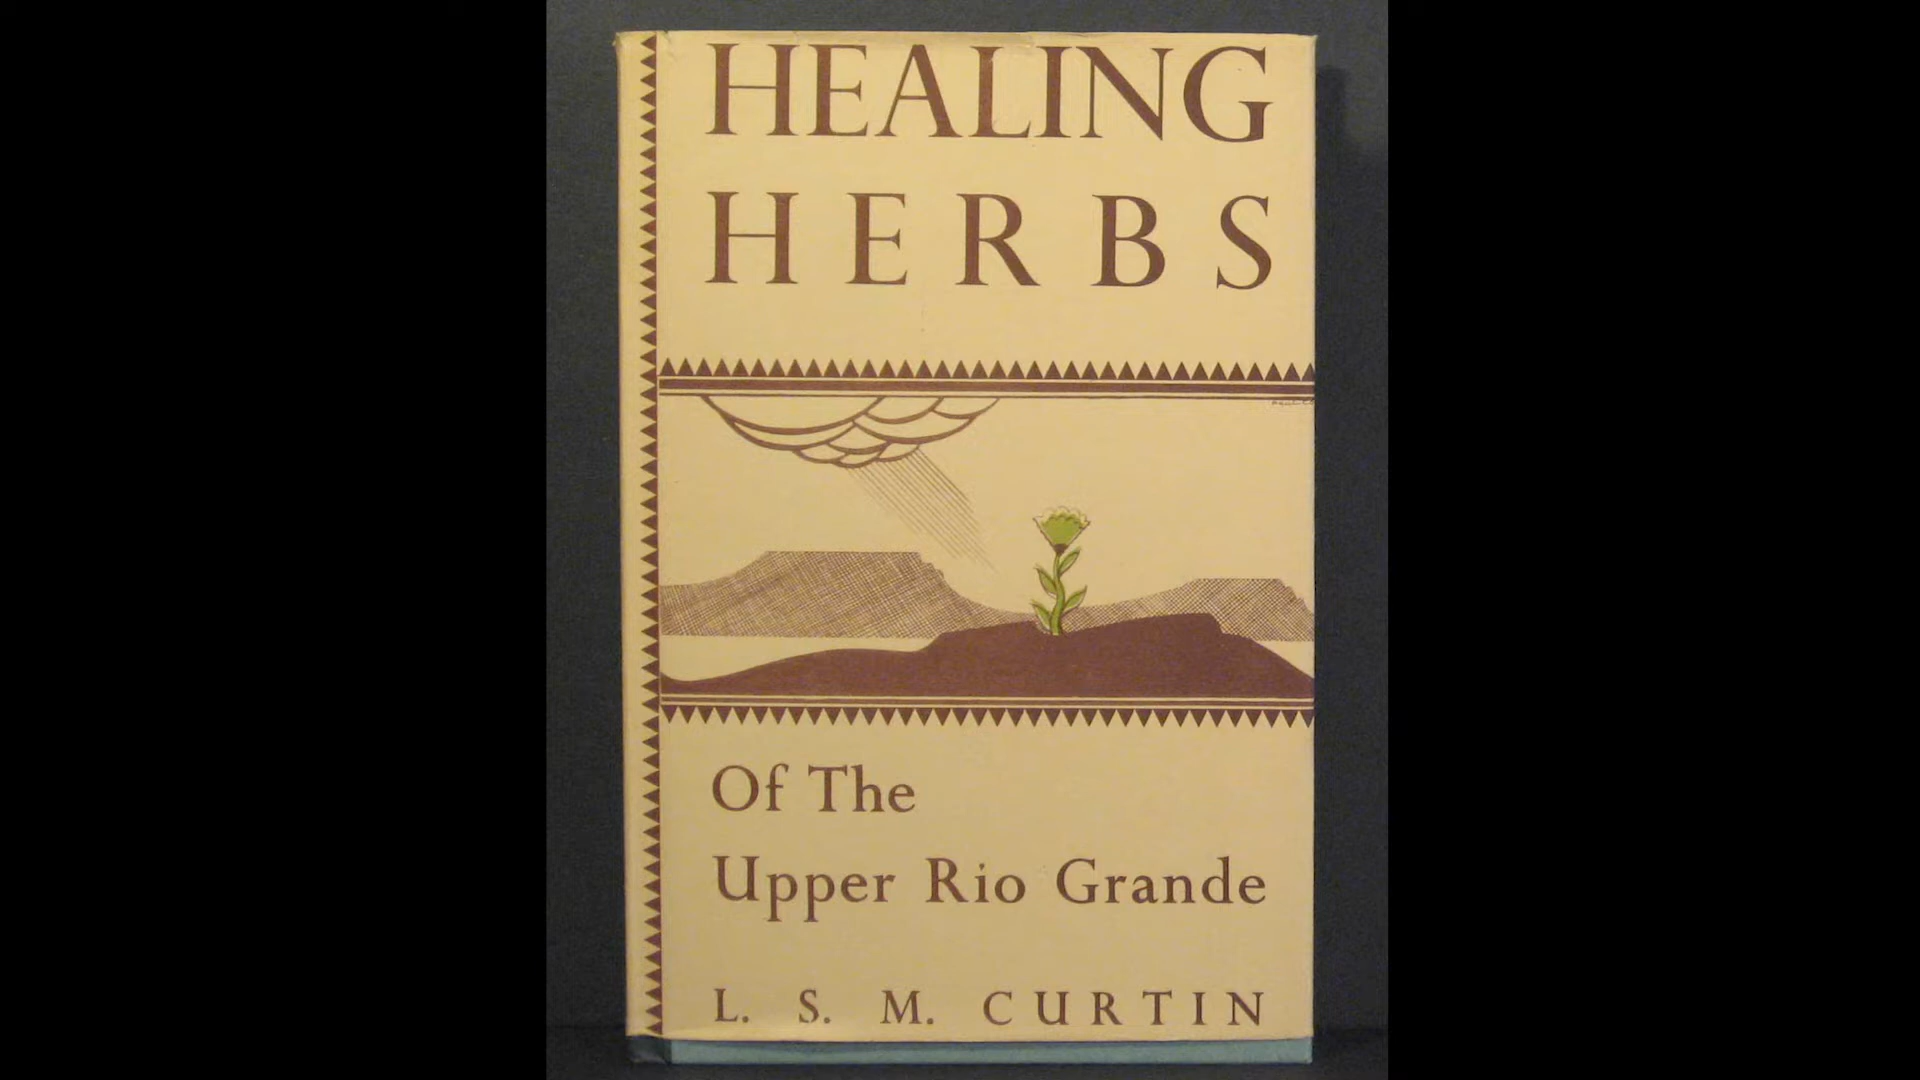 HEALING
HERBS
Of The
Upper Rio Grande
L. S. M. CURTIN